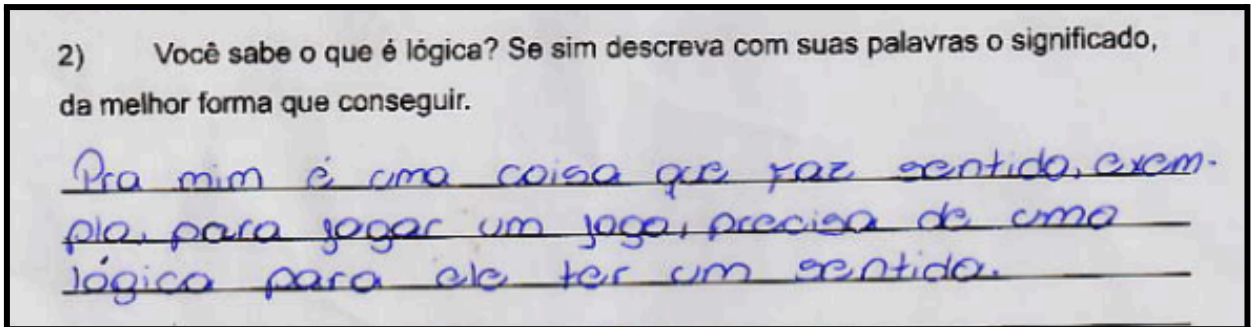 2) Você sabe o que é lógica? Se sim descreva com suas palavras o significado,
da melhor forma que conseguir.
Pra mim é uma coisa que faz sentido, exem-
plo, para jogar um jogo, precisa de uma
lógica para ele ter um sentido.